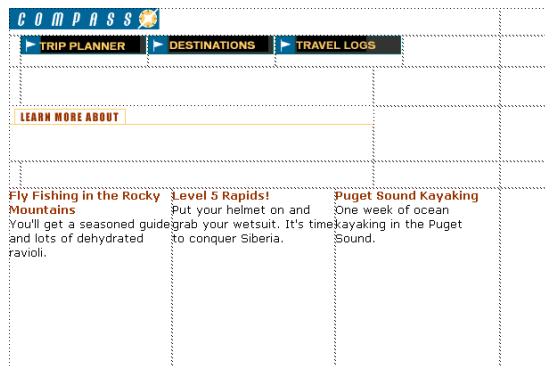 COMPASS
TRIP PLANNER
DESTINATIONS
TRAVEL LOGS
LEARN MORE ABOUT
Fly Fishing in the Rocky
Mountains
You'll get a seasoned guide
and lots of dehydrated
ravioli.
Level 5 Rapids!
Put your helmet on and
grab your wetsuit. It's time
to conquer Siberia.
Puget Sound Kayaking
One week of ocean
kayaking in the Puget
Sound.